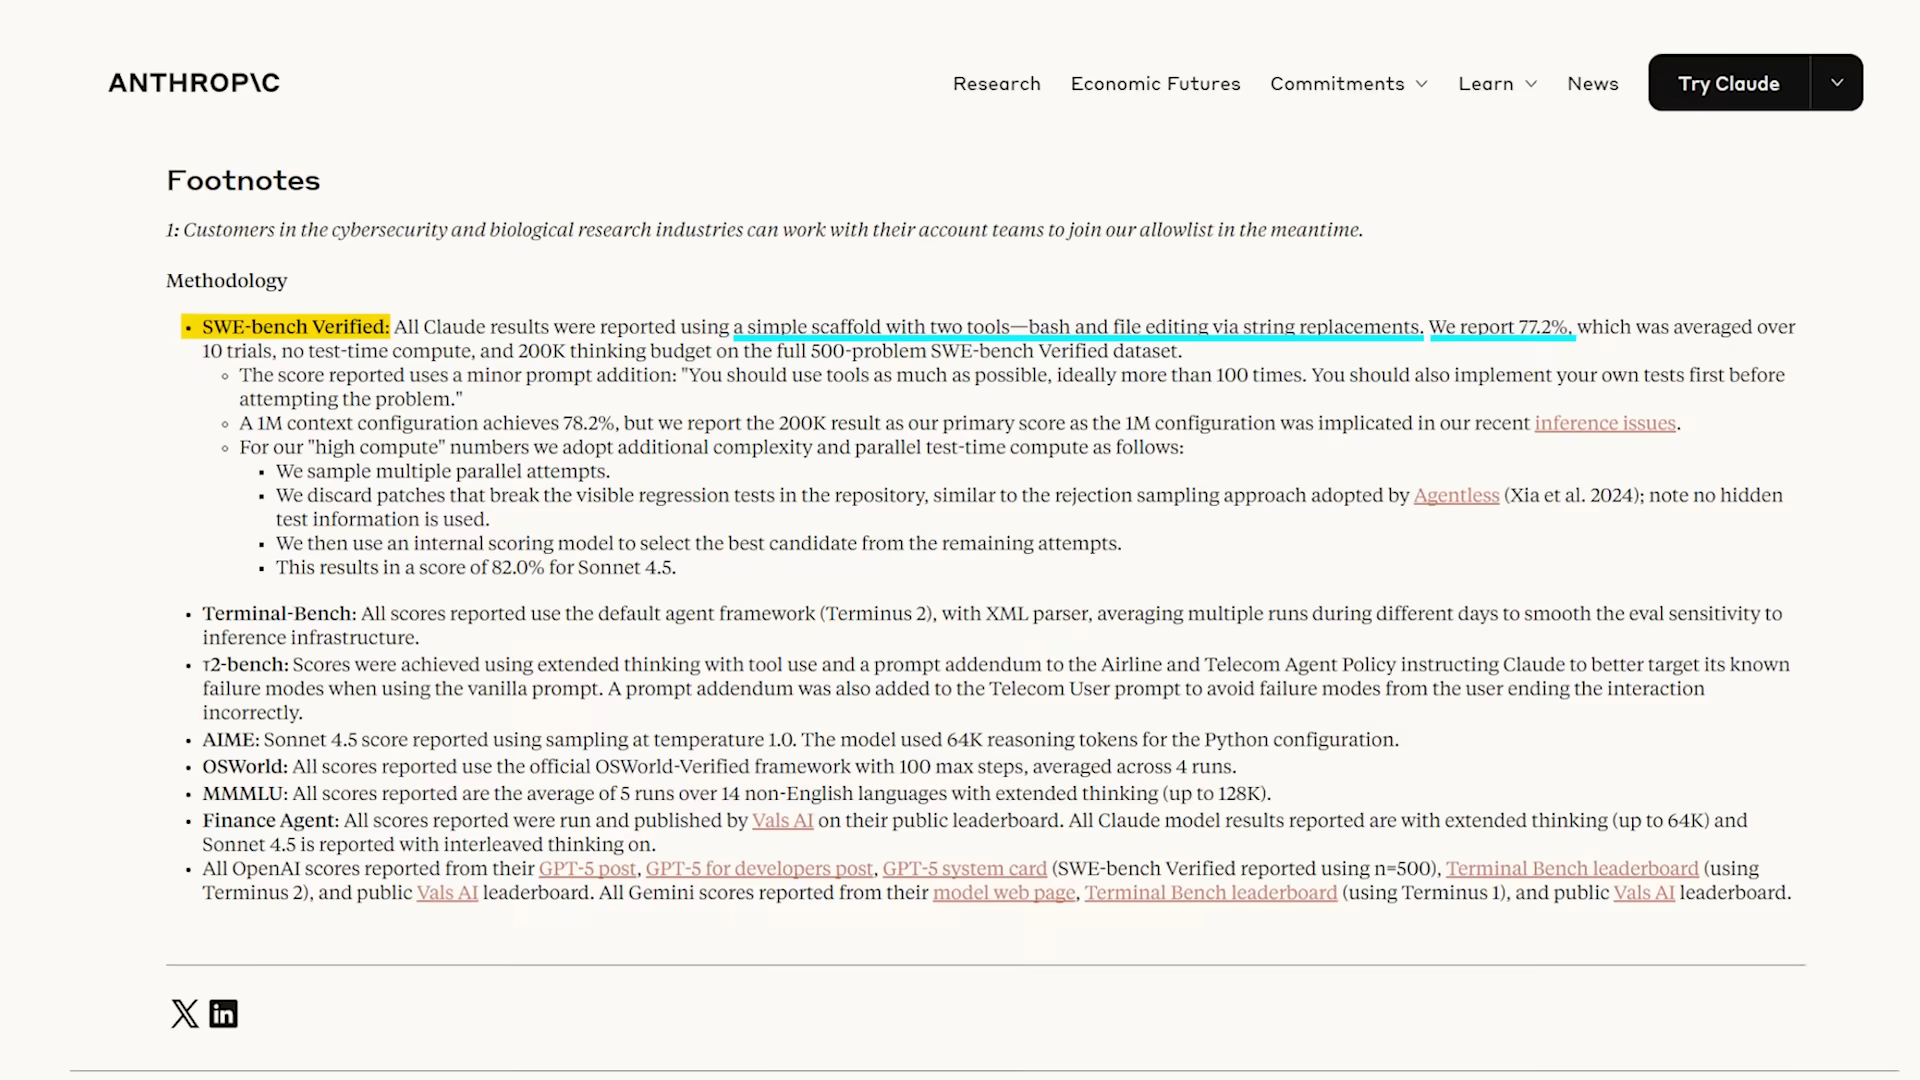 ANTHROP\C
Research Economic Futures Commitments Learn News Try Claude
Footnotes
1: Customers in the cybersecurity and biological research industries can work with their account teams to join our allowlist in the meantime.
Methodology
• SWE-bench Verified: All Claude results were reported using a simple scaffold with two tools—bash and file editing via string replacements. We report 77.2%, which was averaged over
10 trials, no test-time compute, and 200K thinking budget on the full 500-problem SWE-bench Verified dataset.
◦ The score reported uses a minor prompt addition: "You should use tools as much as possible, ideally more than 100 times. You should also implement your own tests first before
attempting the problem."
◦ A 1M context configuration achieves 78.2%, but we report the 200K result as our primary score as the 1M configuration was implicated in our recent inference issues.
◦ For our "high compute" numbers we adopt additional complexity and parallel test-time compute as follows:
▪ We sample multiple parallel attempts.
▪ We discard patches that break the visible regression tests in the repository, similar to the rejection sampling approach adopted by Agentless (Xia et al. 2024); note no hidden
test information is used.
▪ We then use an internal scoring model to select the best candidate from the remaining attempts.
▪ This results in a score of 82.0% for Sonnet 4.5.
• Terminal-Bench: All scores reported use the default agent framework (Terminus 2), with XML parser, averaging multiple runs during different days to smooth the eval sensitivity to
inference infrastructure.
• τ2-bench: Scores were achieved using extended thinking with tool use and a prompt addendum to the Airline and Telecom Agent Policy instructing Claude to better target its known
failure modes when using the vanilla prompt. A prompt addendum was also added to the Telecom User prompt to avoid failure modes from the user ending the interaction
incorrectly.
• AIME: Sonnet 4.5 score reported using sampling at temperature 1.0. The model used 64K reasoning tokens for the Python configuration.
• OSWorld: All scores reported use the official OSWorld-Verified framework with 100 max steps, averaged across 4 runs.
• MMMLU: All scores reported are the average of 5 runs over 14 non-English languages with extended thinking (up to 128K).
• Finance Agent: All scores reported were run and published by Vals AI on their public leaderboard. All Claude model results reported are with extended thinking (up to 64K) and
Sonnet 4.5 is reported with interleaved thinking on.
• All OpenAI scores reported from their GPT-5 post, GPT-5 for developers post, GPT-5 system card (SWE-bench Verified reported using n=500), Terminal Bench leaderboard (using
Terminus 2), and public Vals AI leaderboard. All Gemini scores reported from their model web page, Terminal Bench leaderboard (using Terminus 1), and public Vals AI leaderboard.
X in